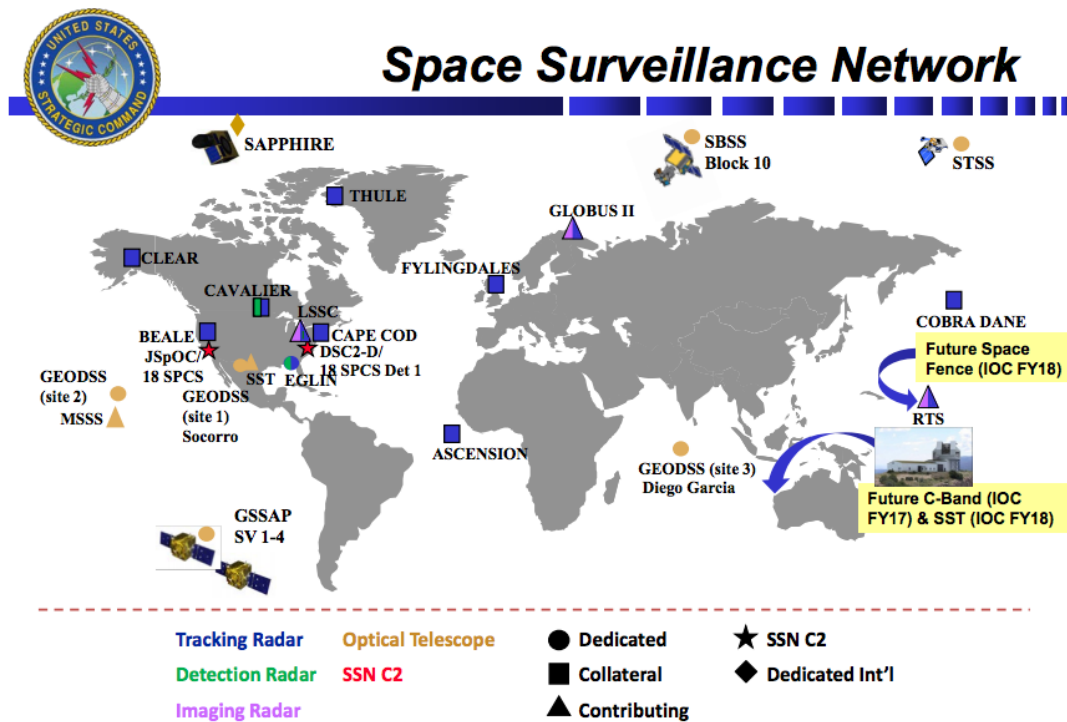 UNITED STATES
STRATEGIC COMMAND
Space Surveillance Network
SAPPHIRE
SBSS
Block 10
STSS
THULE
GLOBUS II
CLEAR
FYLINGDALES
CAVALIER
LSSC
COBRA DANE
BEALE
CAPE COD
JSpOC/
18 SPCS
DSC2-D/
18 SPCS Det 1
Future Space
Fence (IOC FY18)
SST
EGLIN
GEODSS
(site 2)
GEODSS
(site 1)
Socorro
MSSS
RTS
ASCENSION
GEODSS (site 3)
Diego Garcia
Future C-Band (IOC
FY17) & SST (IOC FY18)
GSSAP
SV 1-4
Tracking Radar
Optical Telescope
Dedicated
SSN C2
Detection Radar
SSN C2
Collateral
Dedicated Int'l
Imaging Radar
Contributing